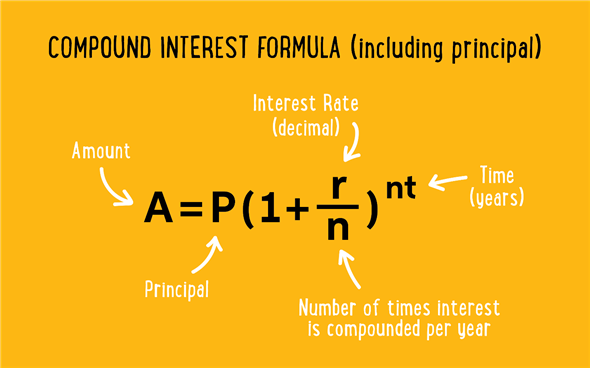 COMPOUND INTEREST FORMULA (including principal)
Interest Rate
(decimal)
Amount
Time
(years)
A=P(1+r/n)^nt
Principal
Number of times interest
is compounded per year